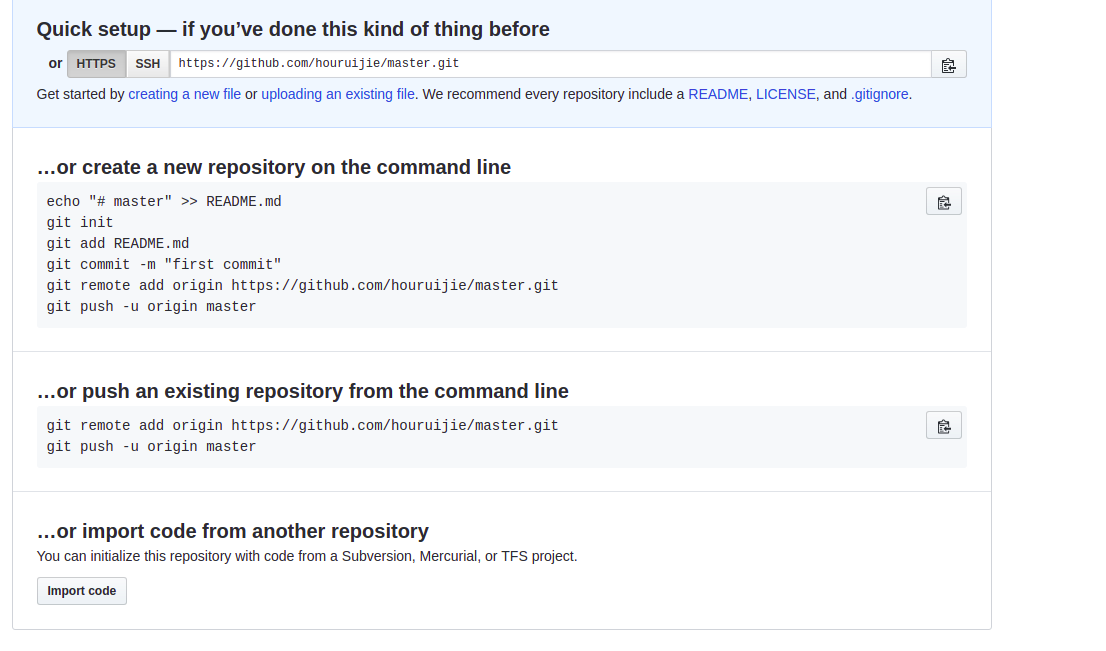 Quick setup — if you’ve done this kind of thing before
or HTTPS SSH https://github.com/houruijie/master.git
Get started by creating a new file or uploading an existing file. We recommend every repository include a README, LICENSE, and .gitignore.
…or create a new repository on the command line
echo "# master" >> README.md
git init
git add README.md
git commit -m "first commit"
git remote add origin https://github.com/houruijie/master.git
git push -u origin master
…or push an existing repository from the command line
git remote add origin https://github.com/houruijie/master.git
git push -u origin master
…or import code from another repository
You can initialize this repository with code from a Subversion, Mercurial, or TFS project.
Import code